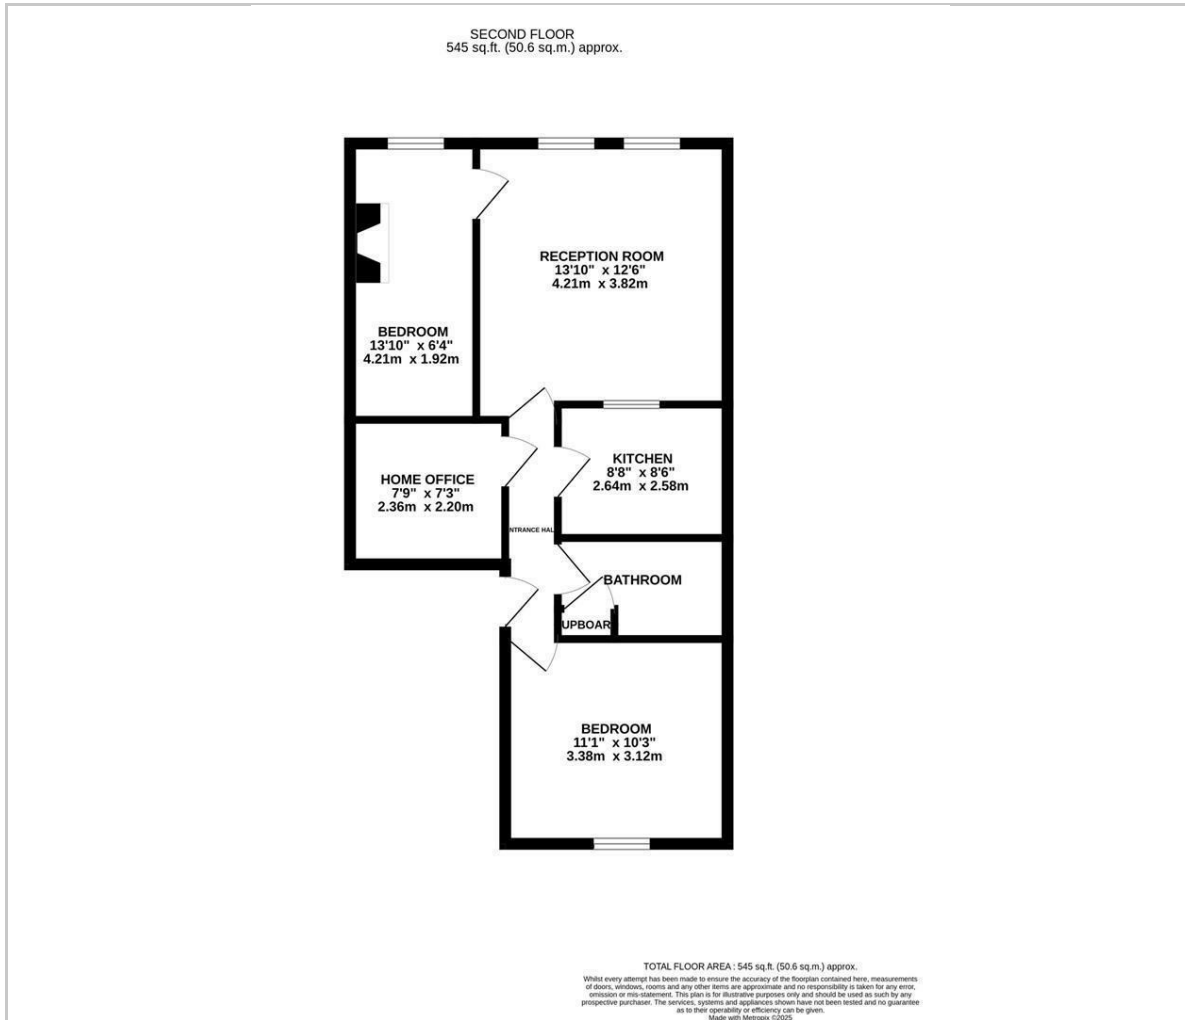 SECOND FLOOR
545 sq.ft. (50.6 sq.m.) approx.
RECEPTION ROOM
13'10" x 12'6"
4.21m x 3.82m
BEDROOM
13'10" x 6'4"
4.21m x 1.92m
KITCHEN
8'8" x 8'6"
2.64m x 2.58m
HOME OFFICE
7'9" x 7'3"
2.36m x 2.20m
NTRANCE HAL
BATHROOM
UPBOAR
BEDROOM
11'1" x 10'3"
3.38m x 3.12m
TOTAL FLOOR AREA : 545 sq.ft. (50.6 sq.m.) approx.
Whilst every attempt has been made to ensure the accuracy of the floorplan contained here, measurements
of doors, windows, rooms and any other items are approximate and no responsibility is taken for any error,
omission or mis-statement. This plan is for illustrative purposes only and should be used as such by any
prospective purchaser. The services, systems and appliances shown have not been tested and no guarantee
as to their operability or efficiency can be given.
Made with Metropix ©2025